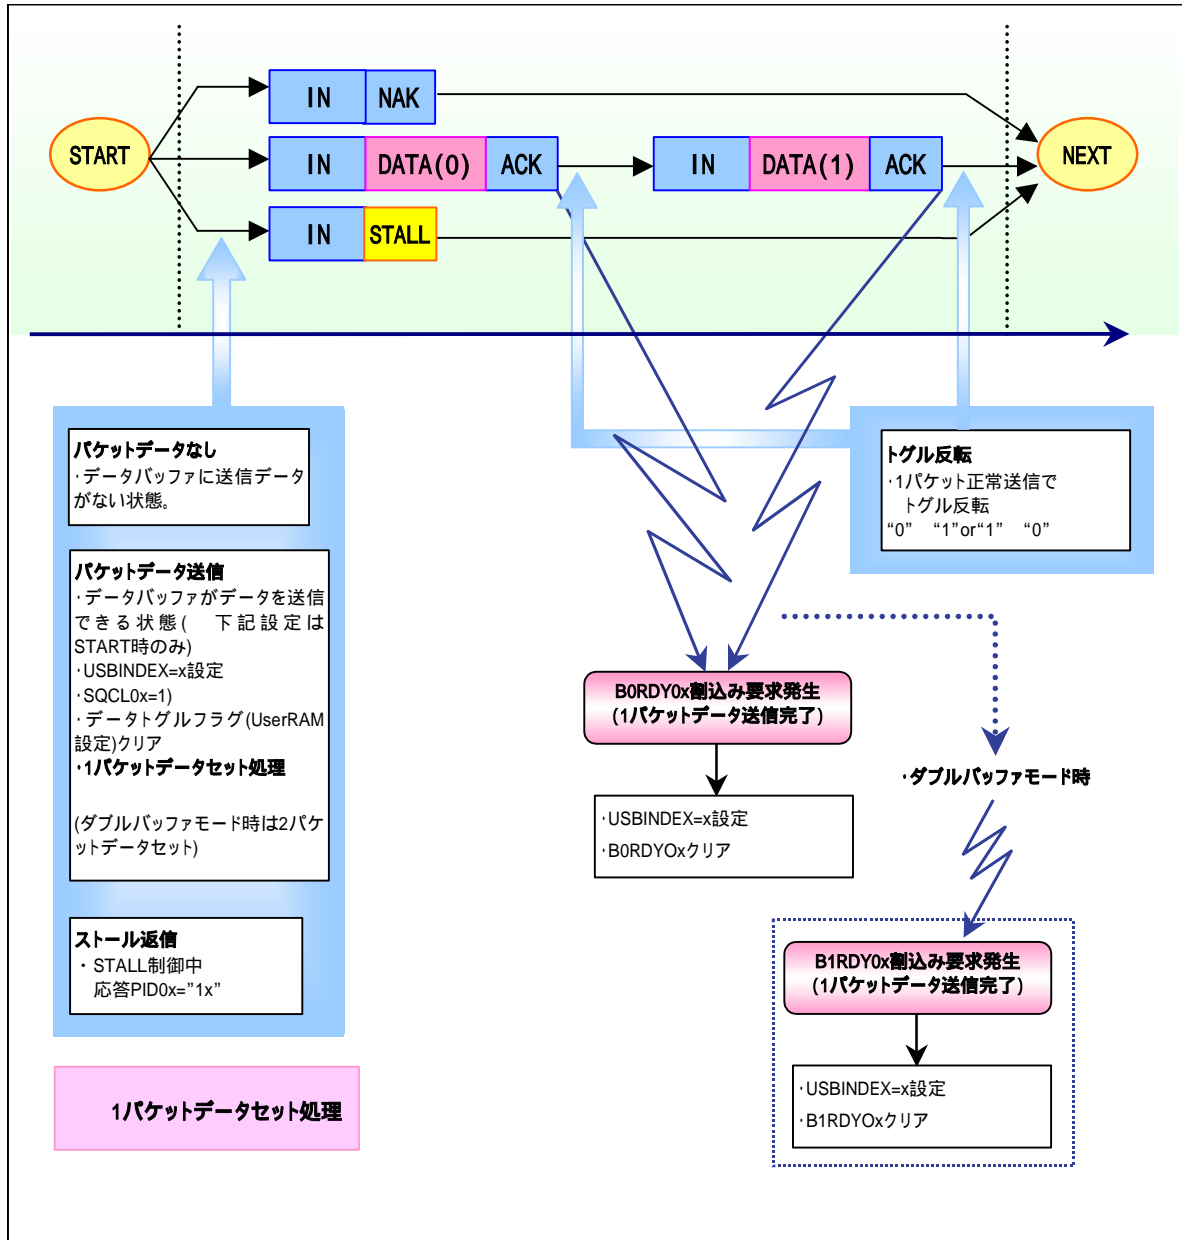 IN NAK
START
IN DATA(0) ACK
IN DATA(1) ACK
NEXT
IN STALL
パケットデータなし
・データバッファに送信データ
がない状態。
パケットデータ送信
・データバッファがデータを送信
できる状態( 下記設定は
START時のみ)
・USBINDEX=x設定
・SQCL0x=1)
・データトグルフラグ(UserRAM
設定)クリア
・1パケットデータセット処理
(ダブルバッファモード時は2パケ
ットデータセット)
ストール返信
・ STALL制御中
応答PID0x=”1x”
1パケットデータセット処理
トグル反転
・1パケット正常送信で
トグル反転
“0” “1”or“1” “0”
B0RDY0x割込み要求発生
(1パケットデータ送信完了)
・USBINDEX=x設定
・B0RDYOxクリア
・ダブルバッファモード時
B1RDY0x割込み要求発生
(1パケットデータ送信完了)
・USBINDEX=x設定
・B1RDYOxクリア